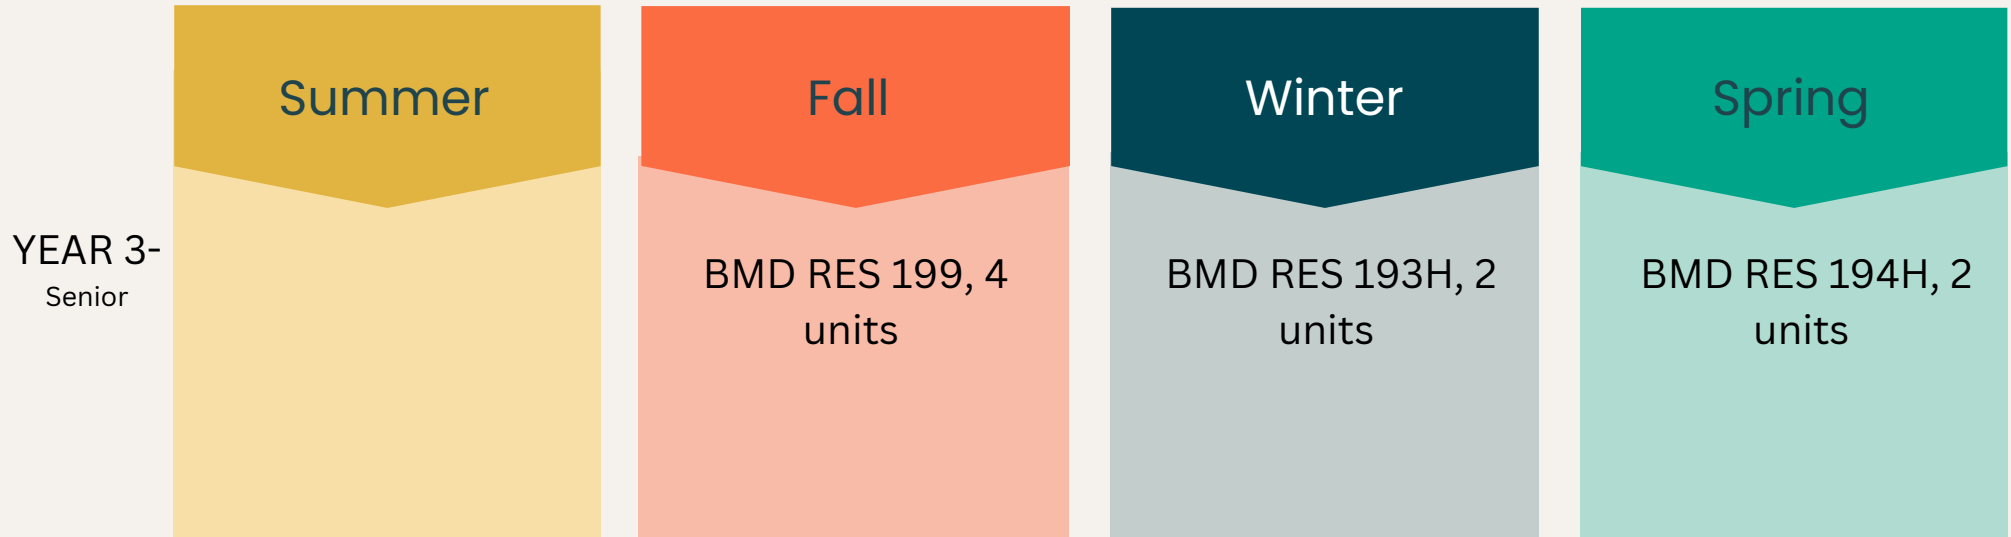 Summer
Fall
Winter
Spring
YEAR 3-
Senior
BMD RES 199, 4
units
BMD RES 193H, 2
units
BMD RES 194H, 2
units